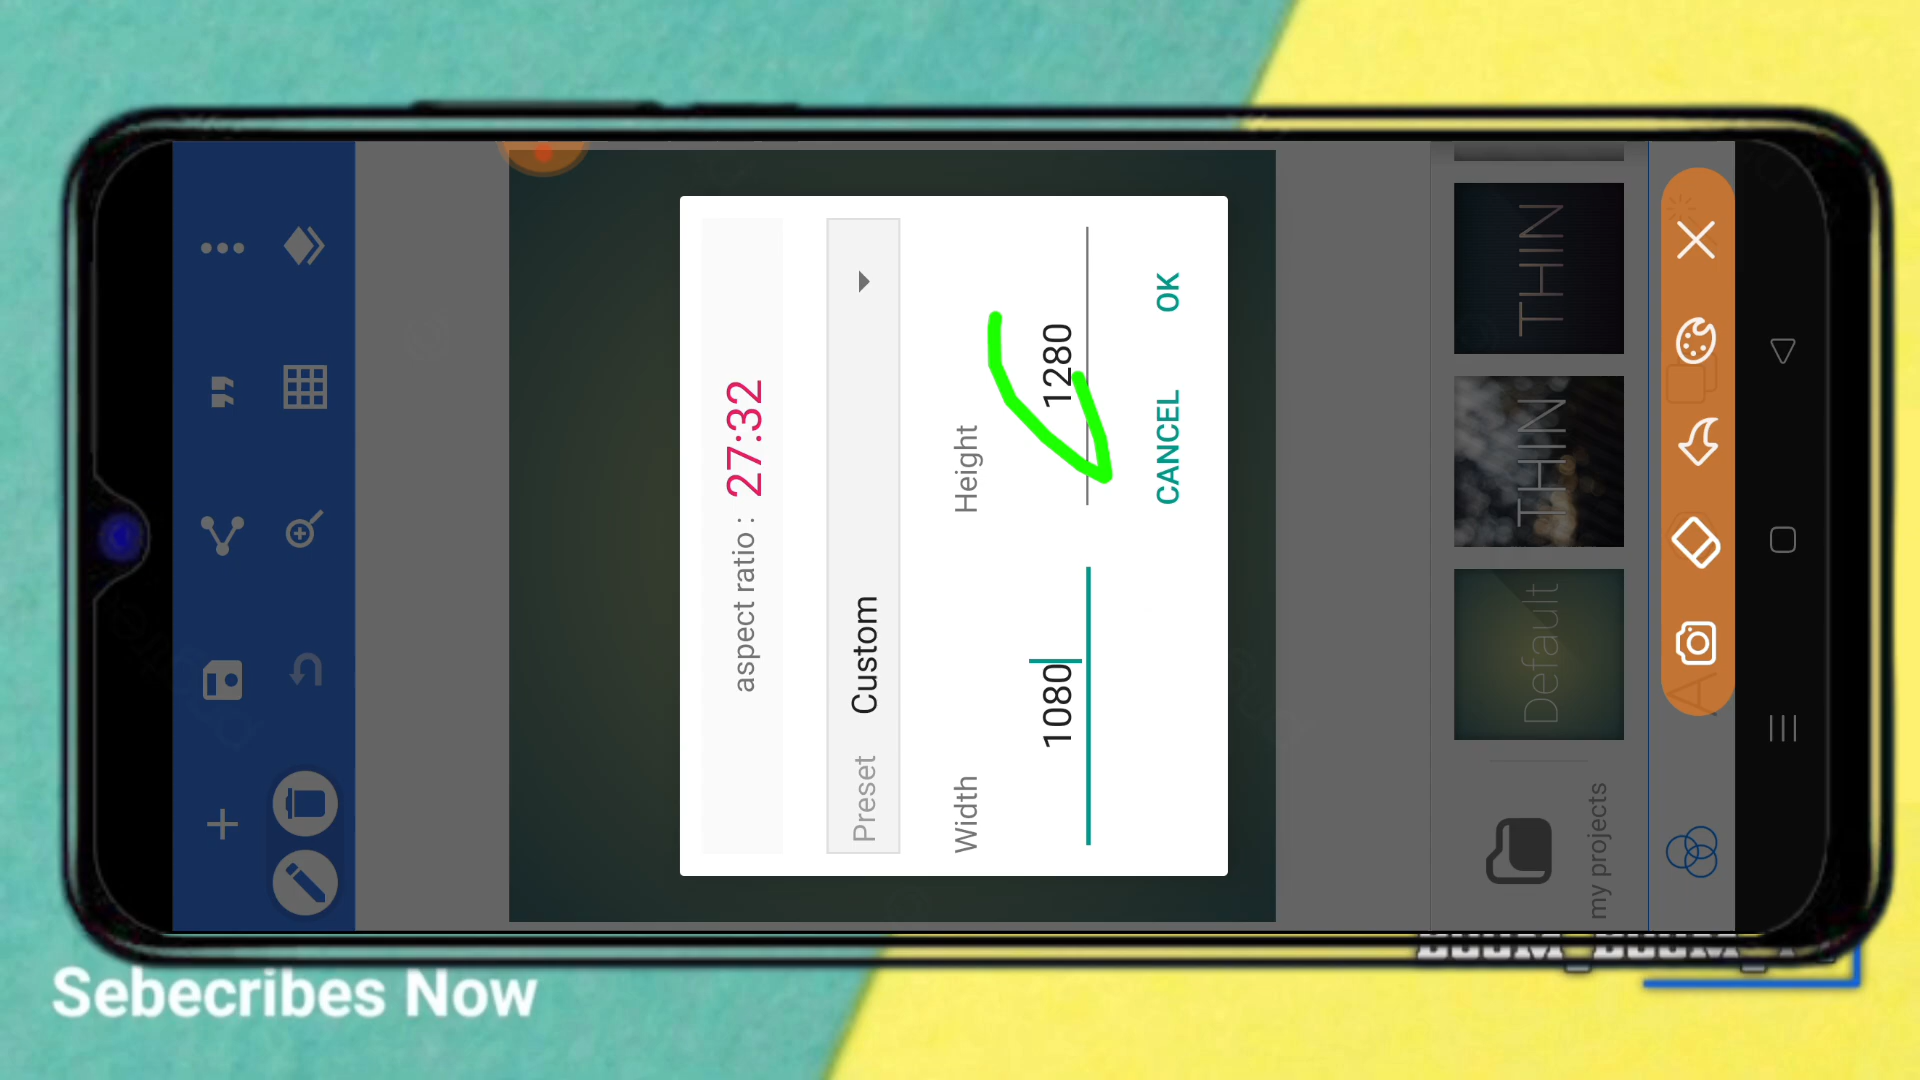 aspect ratio : 27:32
Preset Custom
Width Height
1080 1280
CANCEL OK
THIN
THIN
Default
my projects
A
Sebecribes Now